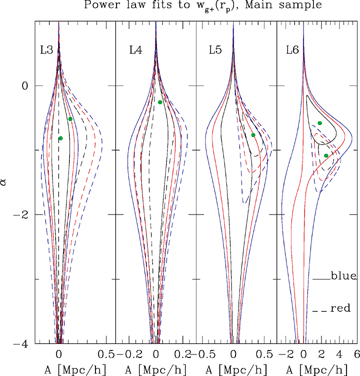 Power law fits to w_g+(r_p), Main sample
L3 L4 L5 L6
0
α
−2
blue
red
−4
0 0.5 −0.2 0 0.2 −0.5 0 0.5 −2 0 2 4 6
A [Mpc/h] A [Mpc/h] A [Mpc/h] A [Mpc/h]